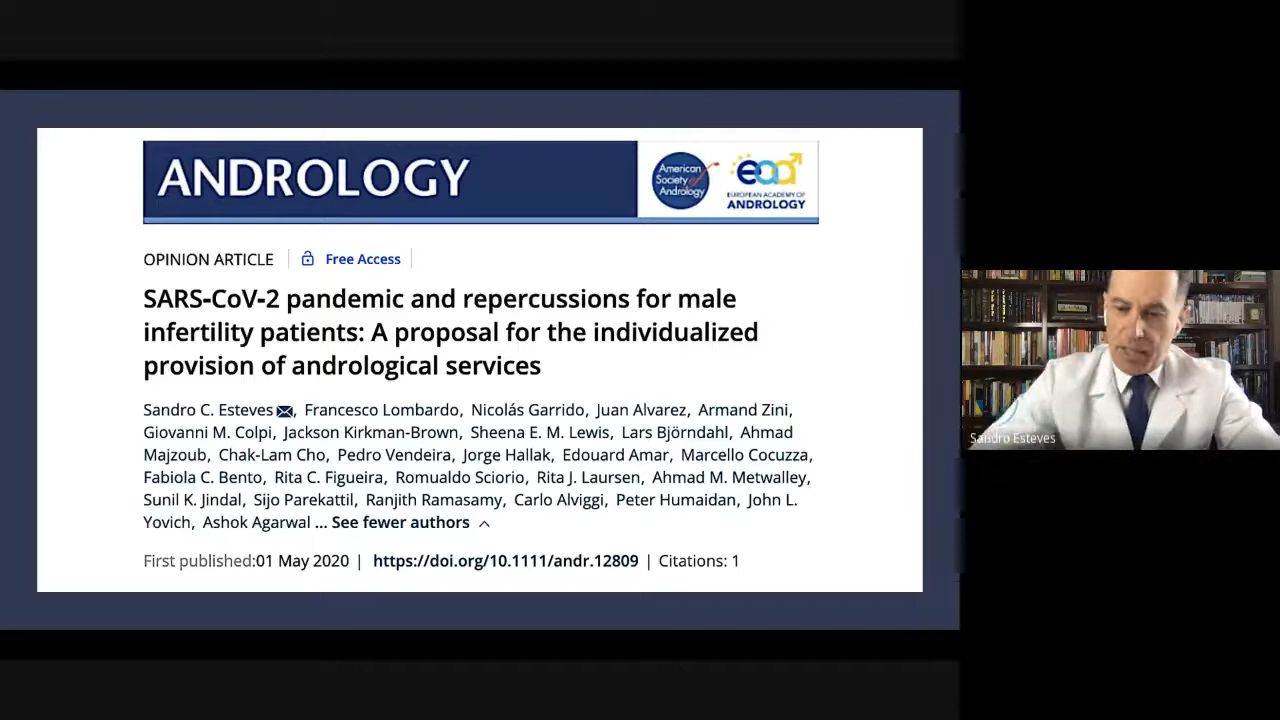 ANDROLOGY
American
Society of
Andrology
eaa
EUROPEAN ACADEMY OF
ANDROLOGY
OPINION ARTICLE
Free Access
SARS-CoV-2 pandemic and repercussions for male
infertility patients: A proposal for the individualized
provision of andrological services
Sandro C. Esteves, Francesco Lombardo, Nicolás Garrido, Juan Alvarez, Armand Zini,
Giovanni M. Colpi, Jackson Kirkman-Brown, Sheena E. M. Lewis, Lars Björndahl, Ahmad
Majzoub, Chak-Lam Cho, Pedro Vendeira, Jorge Hallak, Edouard Amar, Marcello Cocuzza,
Fabiola C. Bento, Rita C. Figueira, Romualdo Sciorio, Rita J. Laursen, Ahmad M. Metwalley,
Sunil K. Jindal, Sijo Parekattil, Ranjith Ramasamy, Carlo Alviggi, Peter Humaidan, John L.
Yovich, Ashok Agarwal ... See fewer authors
First published:01 May 2020 | https://doi.org/10.1111/andr.12809 | Citations: 1
Sandro Esteves